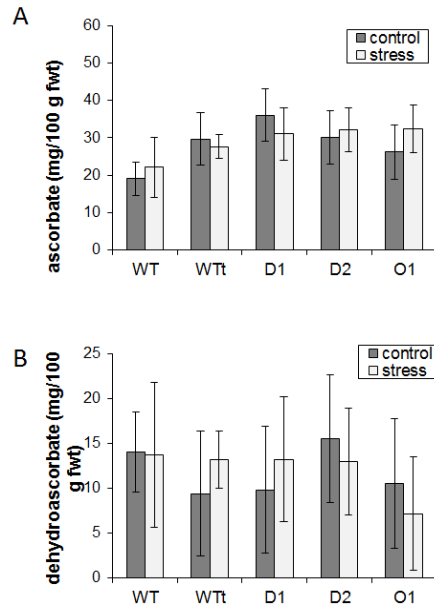 A
60
50
40
30
20
10
0
ascorbate (mg/100 g fwt)
control
stress
WT WTt D1 D2 O1
B
25
20
15
10
5
0
dehydroascorbate (mg/100
g fwt)
control
stress
WT WTt D1 D2 O1